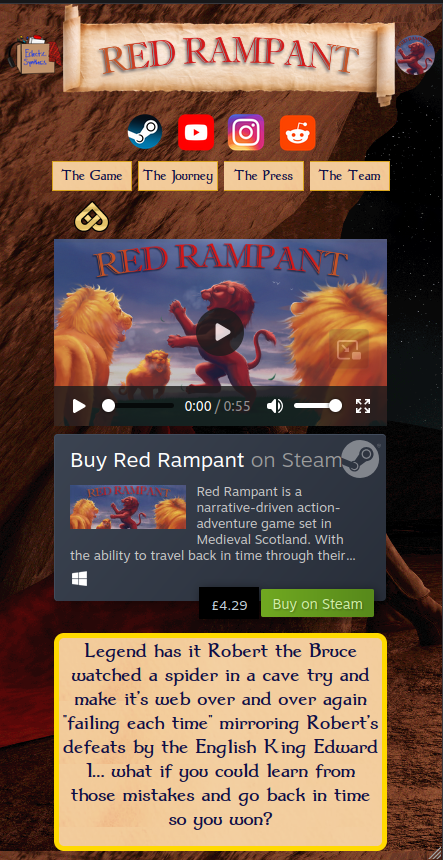 Eclectic
Synthesis
RED RAMPANT
The Game
The Journey
The Press
The Team
RED RAMPANT
0:00 / 0:55
Buy Red Rampant on Steam
RED RAMPANT
Red Rampant is a
narrative-driven action-
adventure game set in
Medieval Scotland. With
the ability to travel back in time through their...
£4.29
Buy on Steam
Legend has it Robert the Bruce
watched a spider in a cave try and
make it's web over and over again
"failing each time" mirroring Robert's
defeats by the English King Edward
I... what if you could learn from
those mistakes and go back in time
so you won?